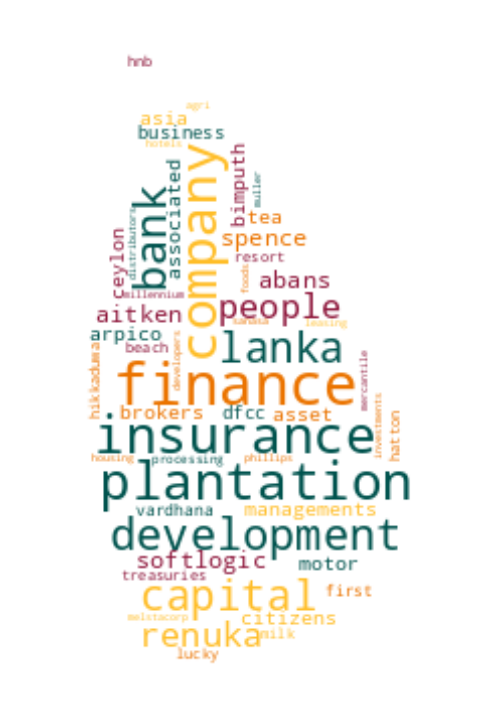 hnb
agri
asia
business
hotels
company
bank
associated
bimputh
muller
tea
spence
distributors
ceylon
resort
foods
abans
millennium
people
aitken
sanasa
leasing
arpico
lanka
beach
developers
hikkaduwa
mercantile
finance
investments
brokers
dfcc
asset
hatton
insurance
housing
processing
phillips
plantation
vardhana
managements
development
softlogic
motor
treasuries
capital
first
melstacorp
citizens
renuka
milk
lucky